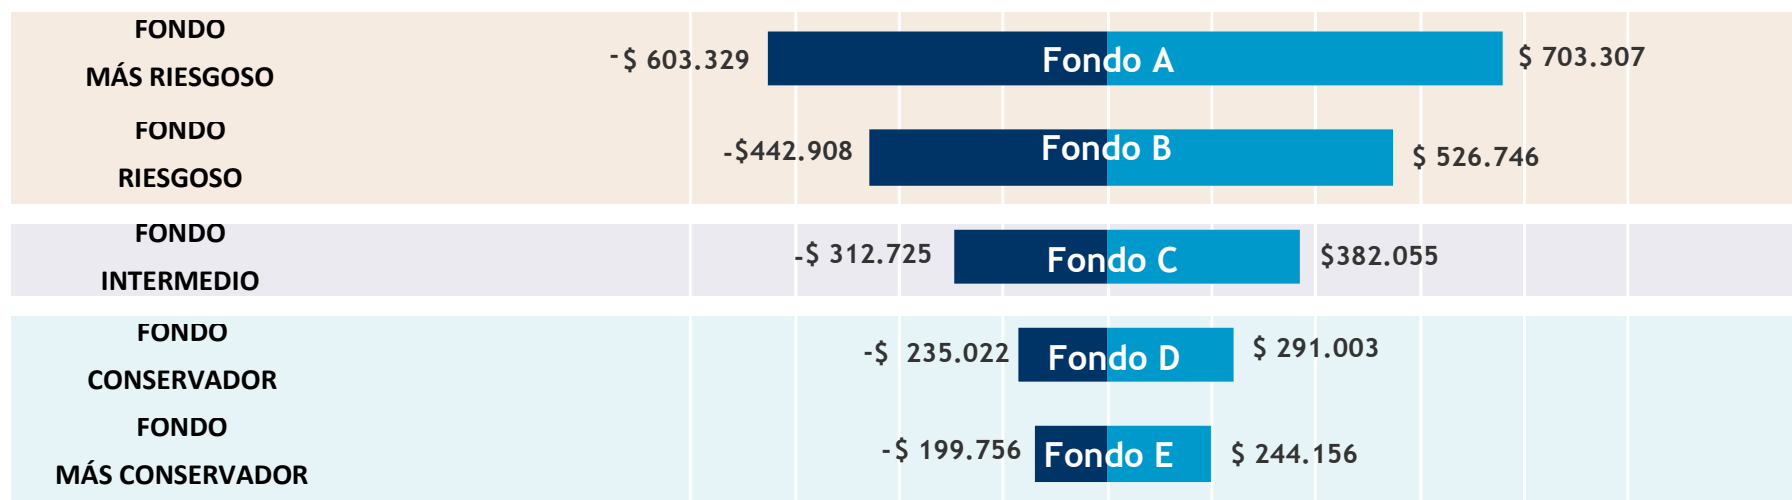 FONDO
MÁS RIESGOSO
-$ 603.329
Fondo A
$ 703.307
FONDO
RIESGOSO
-$442.908
Fondo B
$ 526.746
FONDO
INTERMEDIO
-$ 312.725
Fondo C
$382.055
FONDO
CONSERVADOR
-$ 235.022
Fondo D
$ 291.003
FONDO
MÁS CONSERVADOR
-$ 199.756
Fondo E
$ 244.156